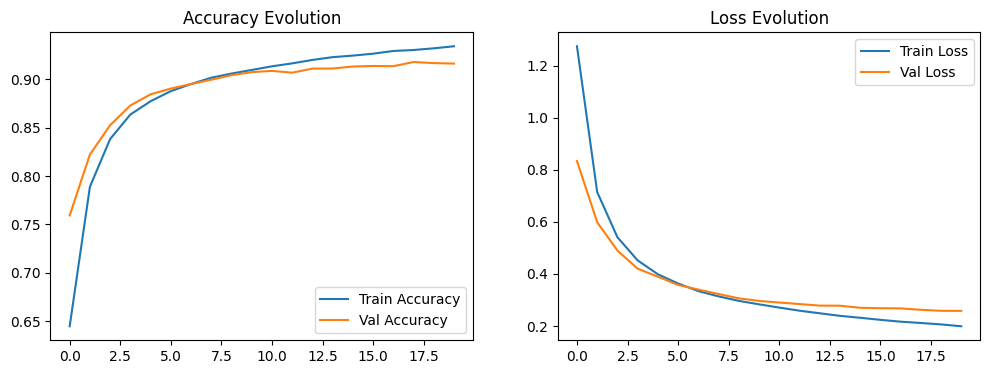 Accuracy Evolution
0.90
0.85
0.80
0.75
0.70
0.65
Train Accuracy
Val Accuracy
0.0 2.5 5.0 7.5 10.0 12.5 15.0 17.5
Loss Evolution
1.2
1.0
0.8
0.6
0.4
0.2
Train Loss
Val Loss
0.0 2.5 5.0 7.5 10.0 12.5 15.0 17.5